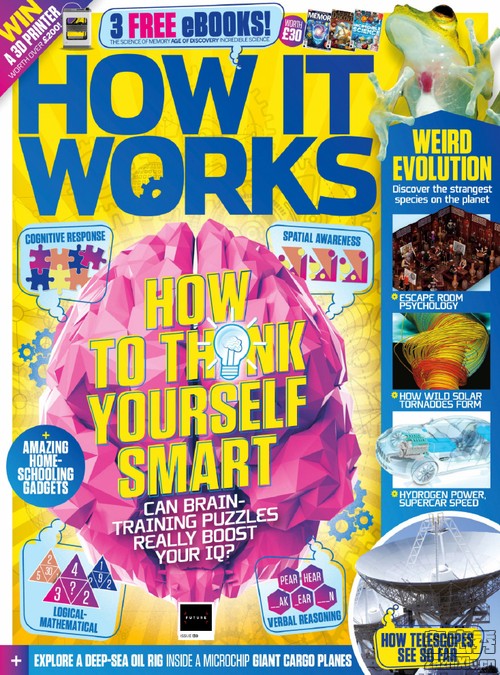 WIN
A 3D PRINTER
WORTH OVER £200!
3 FREE eBOOKS!
THE SCIENCE OF MEMORY AGE OF DISCOVERY INCREDIBLE SCIENCE
WORTH
£30
HOW IT
WORKS
WEIRD
EVOLUTION
Discover the strangest
species on the planet
ESCAPE ROOM
PSYCHOLOGY
HOW WILD SOLAR
TORNADOES FORM
HYDROGEN POWER,
SUPERCAR SPEED
HOW TELESCOPES
SEE SO FAR
COGNITIVE RESPONSE
SPATIAL AWARENESS
HOW
TO THINK
YOURSELF
SMART
CAN BRAIN-
TRAINING PUZZLES
REALLY BOOST
YOUR IQ?
+
AMAZING
HOME-
SCHOOLING
GADGETS
LOGICAL-
MATHEMATICAL
FUTURE
PEAR HEAR
__AK _EAR __N
VERBAL REASONING
+ EXPLORE A DEEP-SEA OIL RIG INSIDE A MICROCHIP GIANT CARGO PLANES